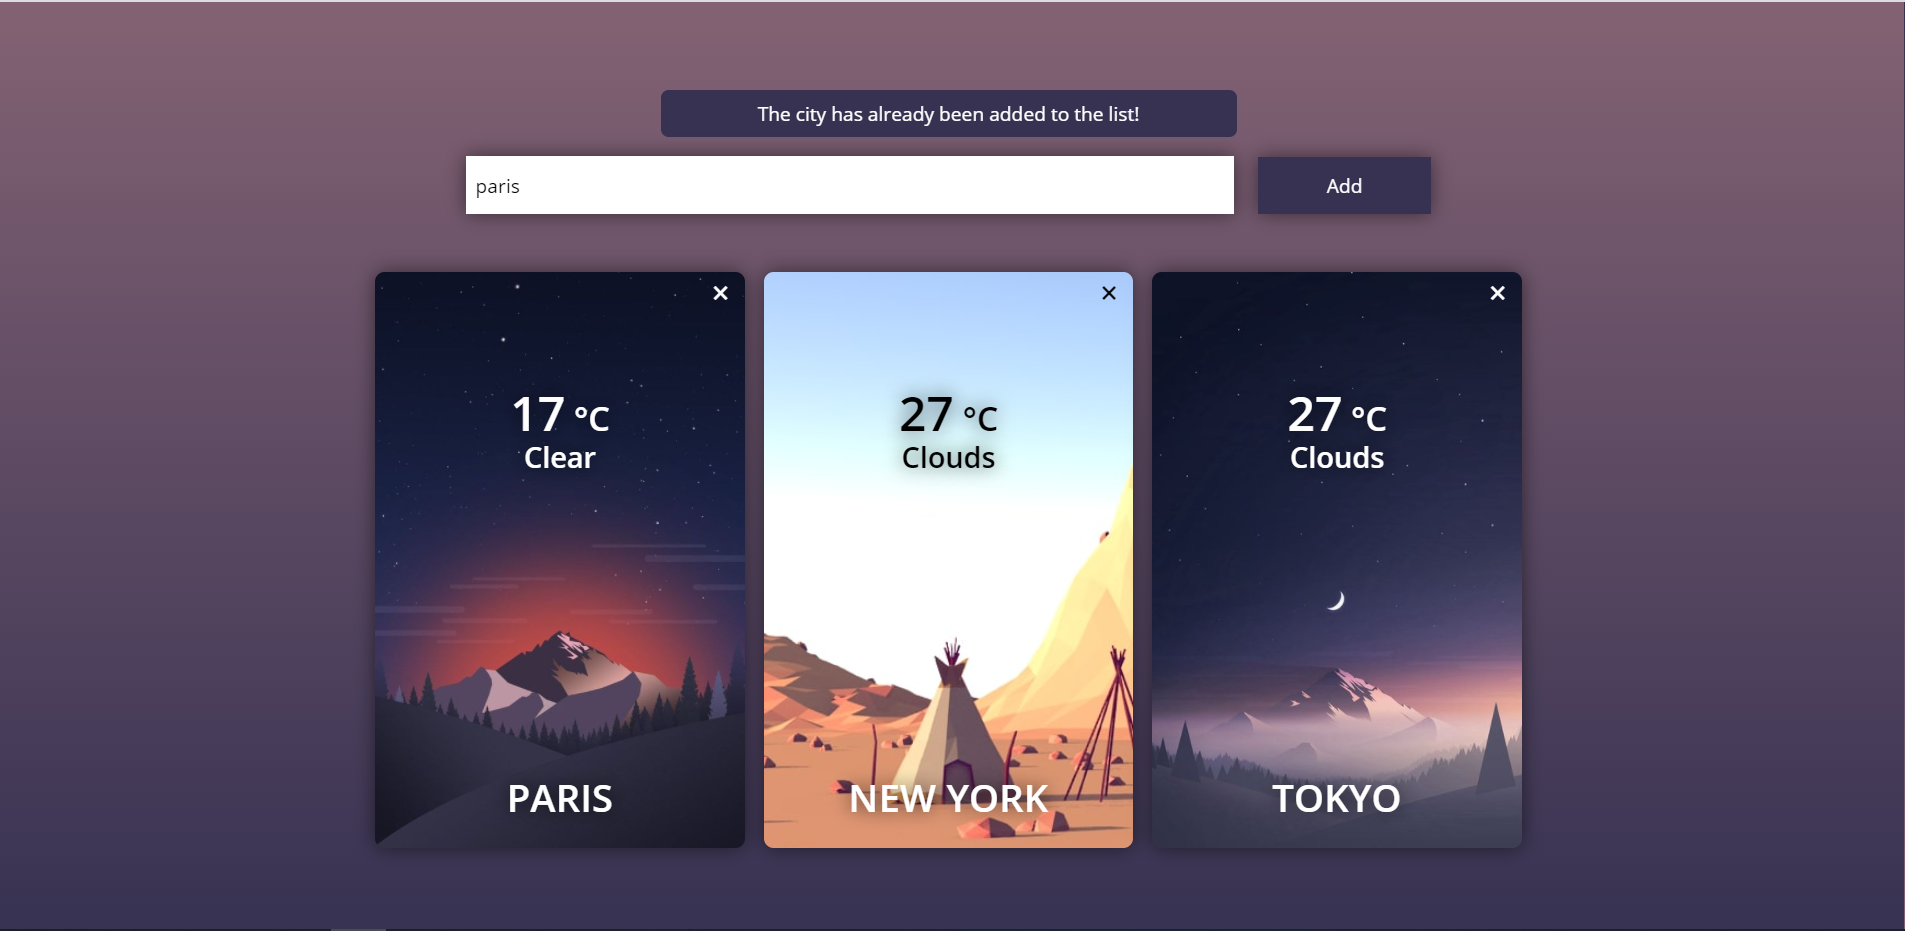 The city has already been added to the list!
paris
Add
✕
17 °C
Clear
PARIS
✕
27 °C
Clouds
NEW YORK
✕
27 °C
Clouds
TOKYO